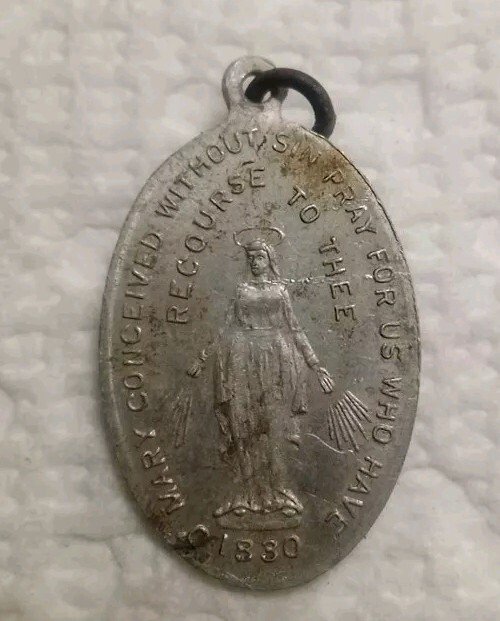 O MARY CONCEIVED WITHOUT SIN PRAY FOR US WHO HAVE
RECOURSE TO THEE
1830